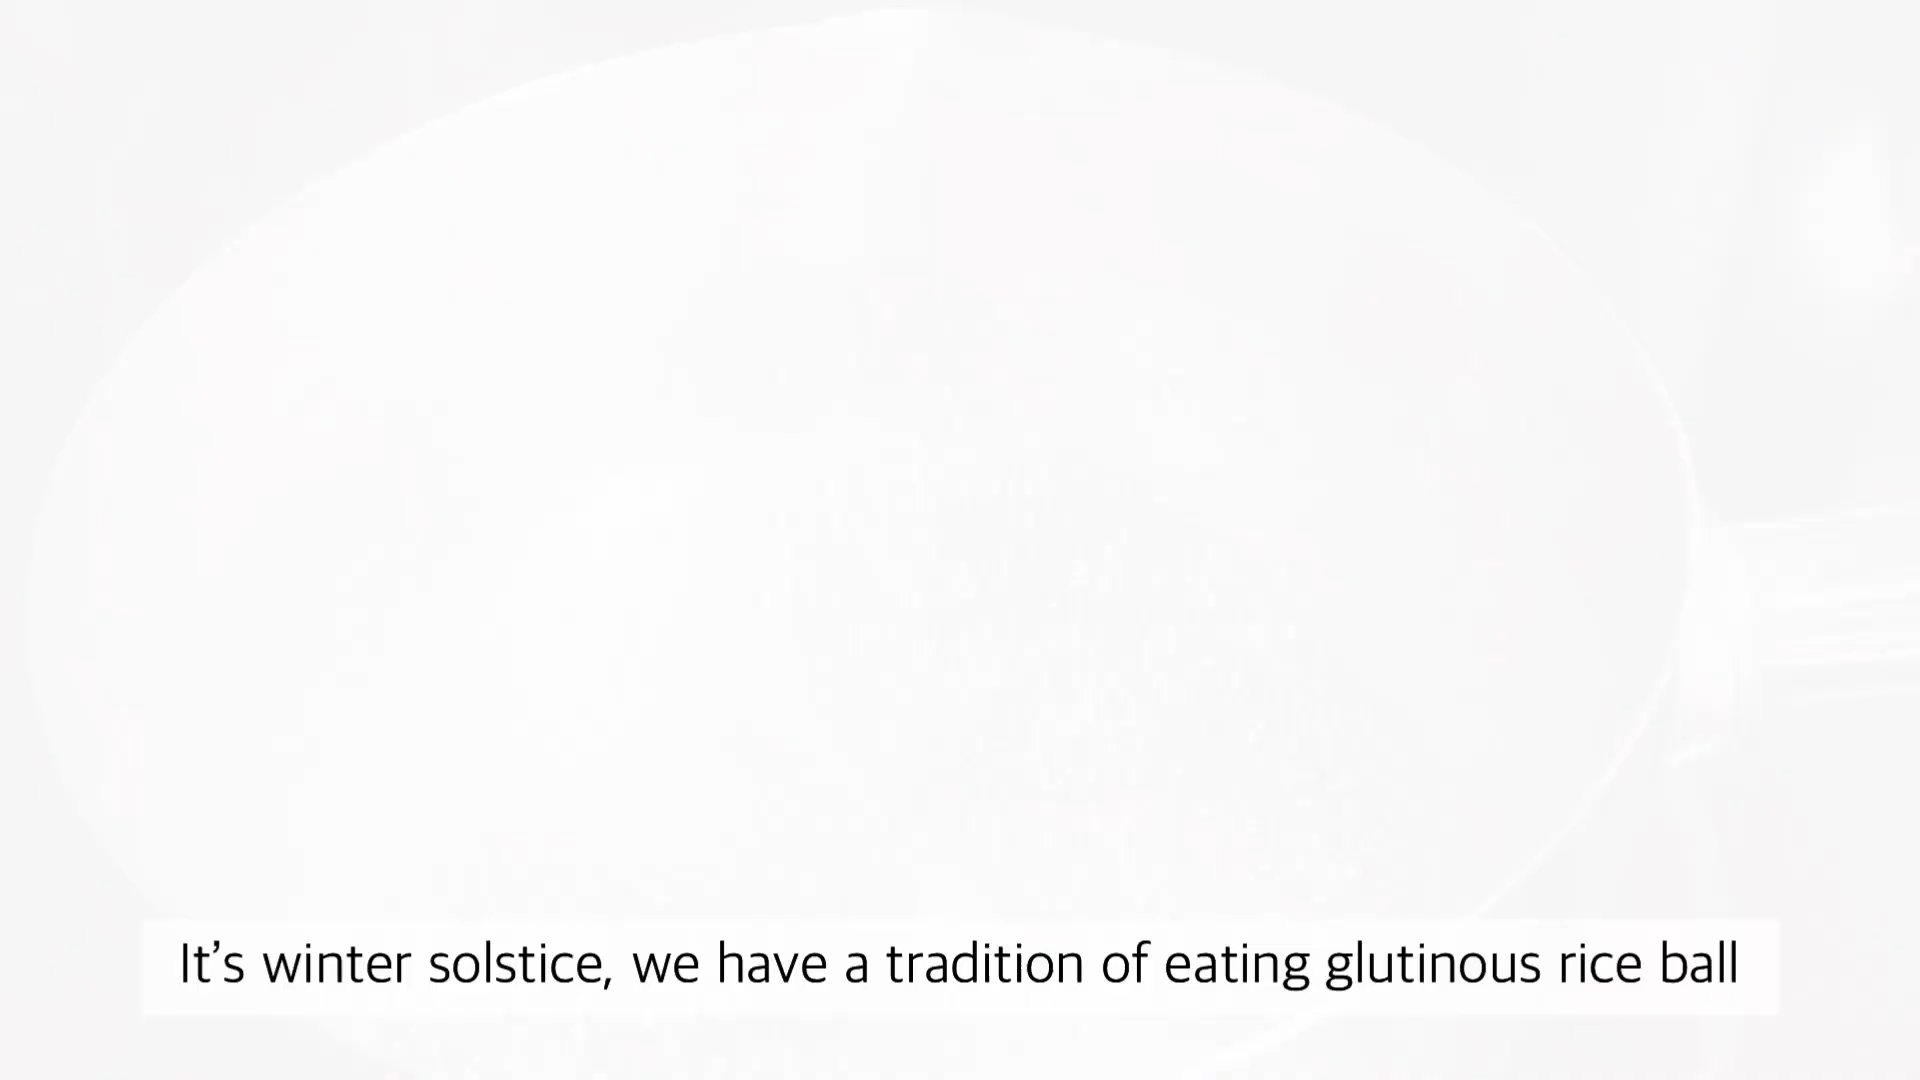 It’s winter solstice, we have a tradition of eating glutinous rice ball